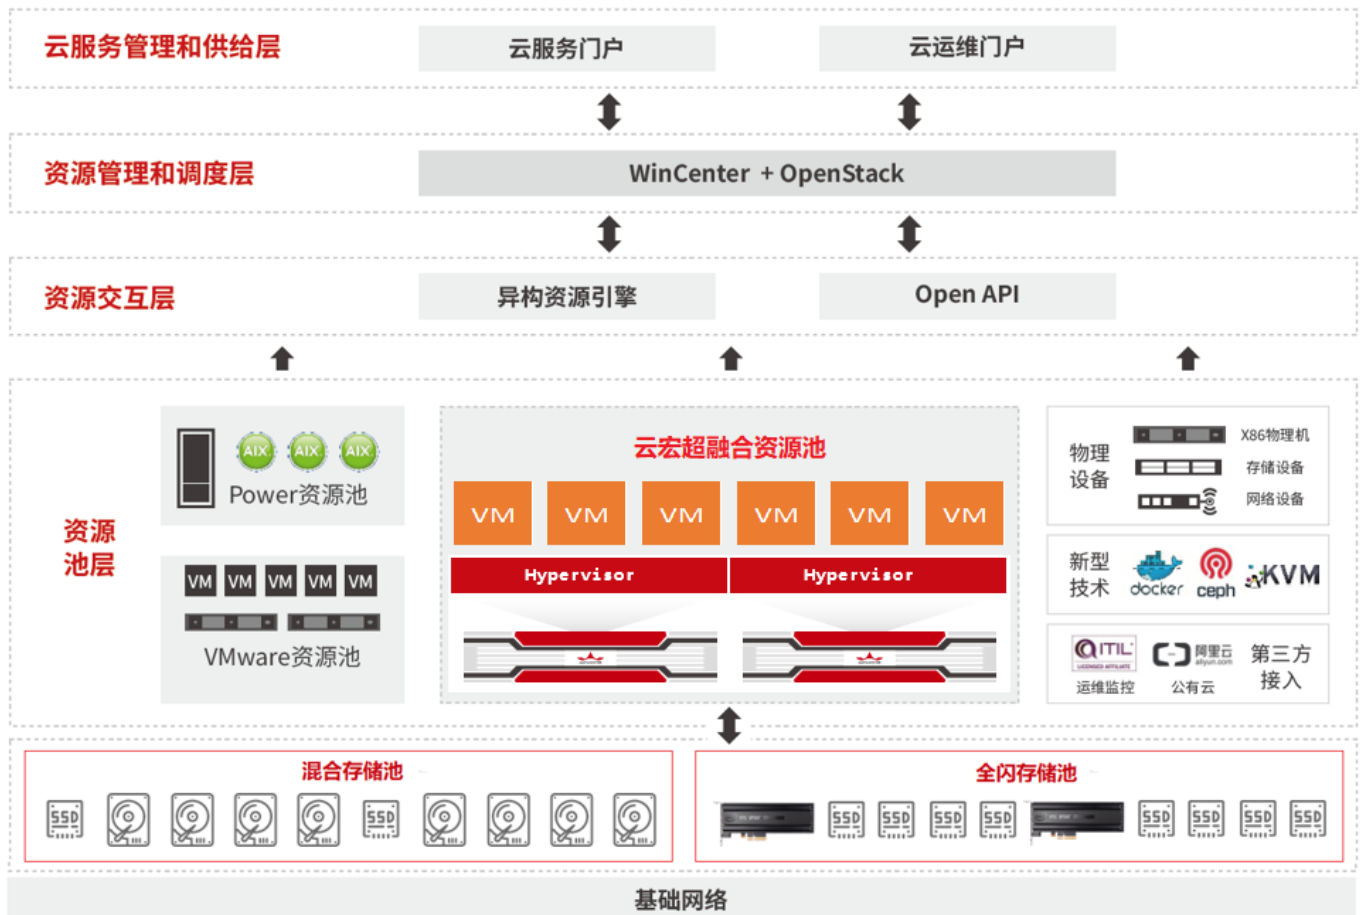 云服务管理和供给层
云服务门户
云运维门户
资源管理和调度层
WinCenter + OpenStack
资源交互层
异构资源引擎
Open API
资源
池层
AIX AIX AIX
Power资源池
VM VM VM VM VM
VMware资源池
云宏超融合资源池
VM VM VM VM VM VM
Hypervisor Hypervisor
物理
设备
X86物理机
存储设备
网络设备
新型
技术
docker
ceph
KVM
ITIL
LICENSED AFFILIATE
运维监控
阿里云
aliyun.com
公有云
第三方
接入
混合存储池
SSD SSD
全闪存储池
SSD SSD SSD SSD SSD SSD SSD SSD
基础网络